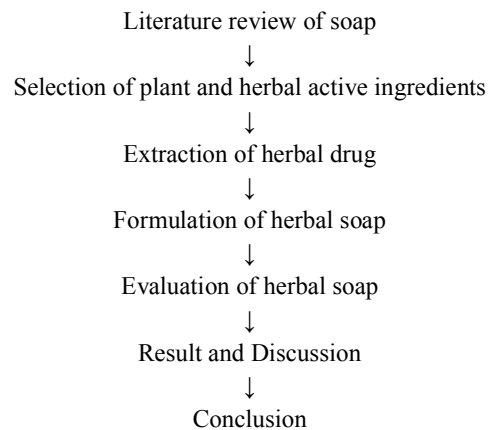 Literature review of soap
↓
Selection of plant and herbal active ingredients
↓
Extraction of herbal drug
↓
Formulation of herbal soap
↓
Evaluation of herbal soap
↓
Result and Discussion
↓
Conclusion